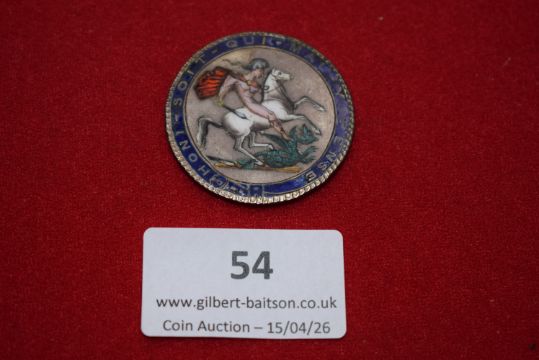 HONI · SOIT · QUI · MAL · Y · PENSE
54
www.gilbert-baitson.co.uk
Coin Auction – 15/04/26